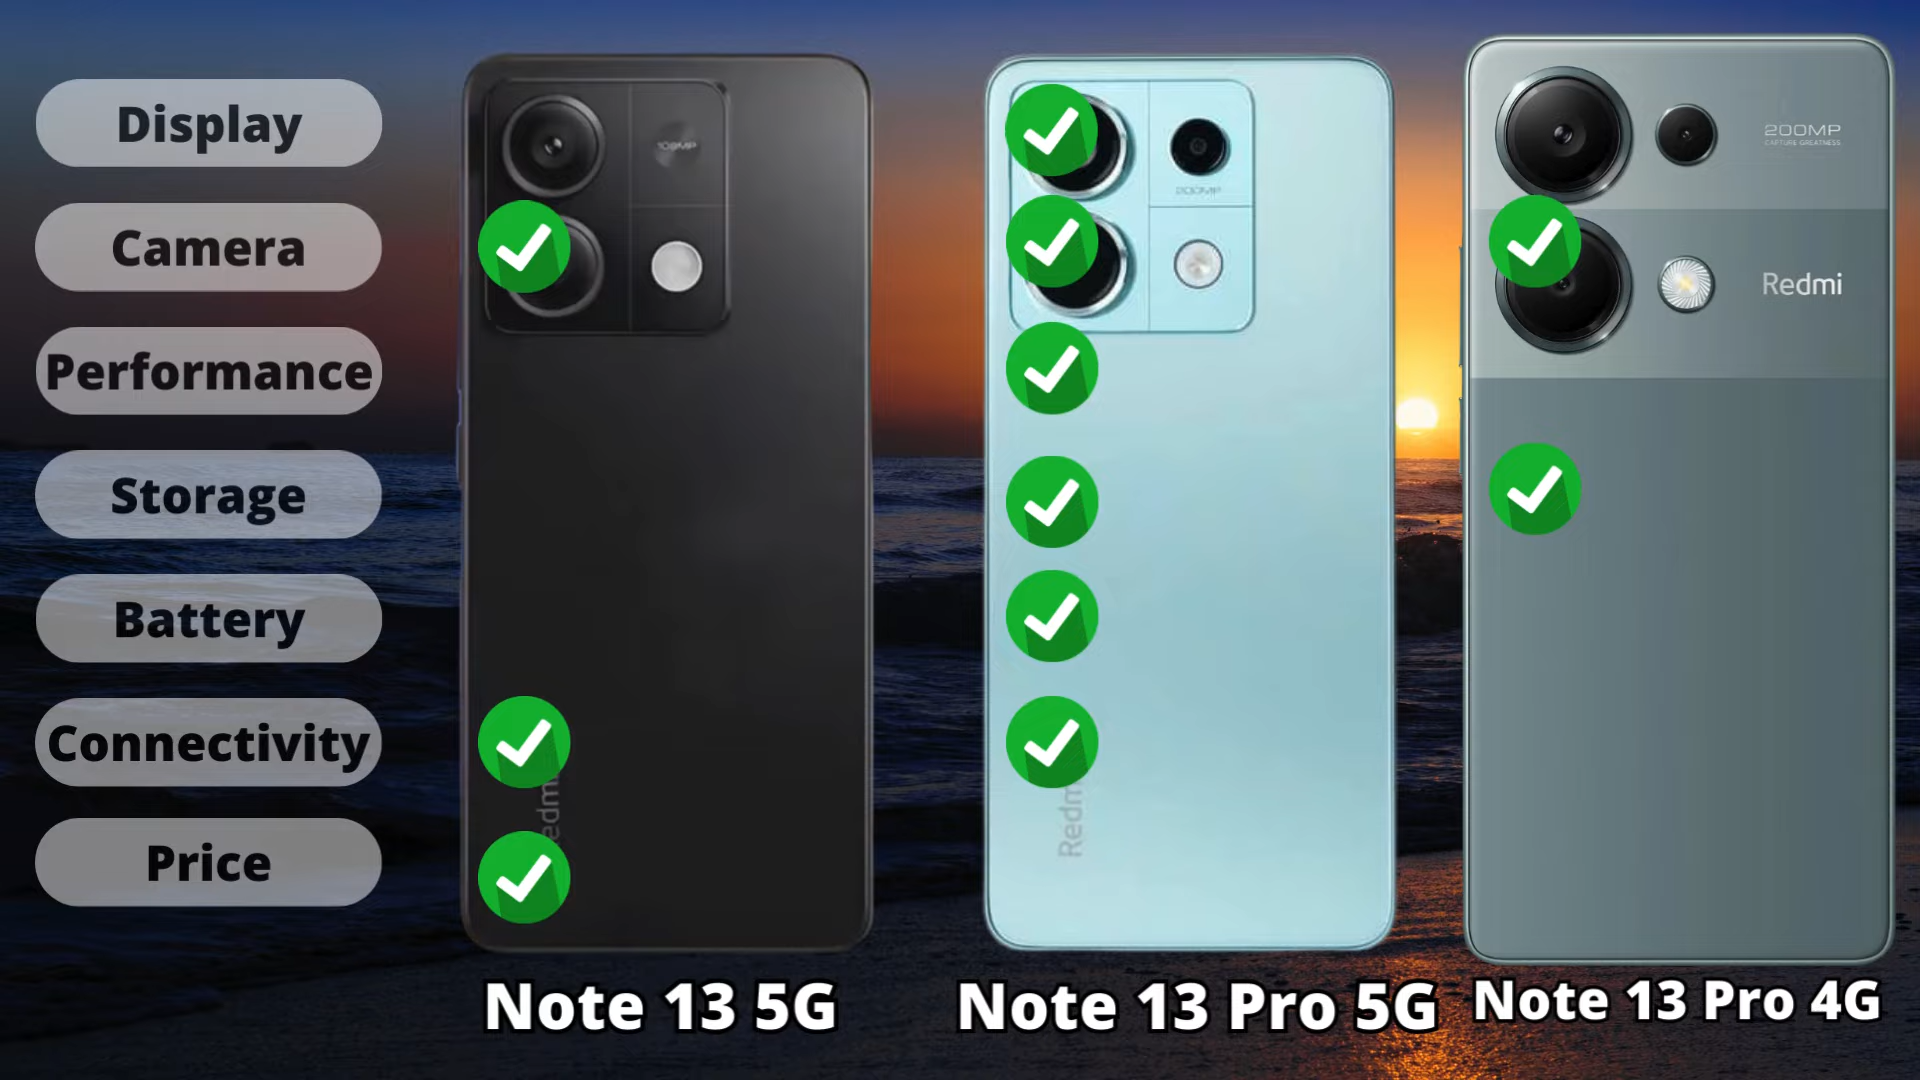 Display
Camera
Performance
Storage
Battery
Connectivity
Price
108MP
200MP
200MP
CAPTURE GREATNESS
Redmi
edmi
Redmi
Note 13 5G
Note 13 Pro 5G
Note 13 Pro 4G